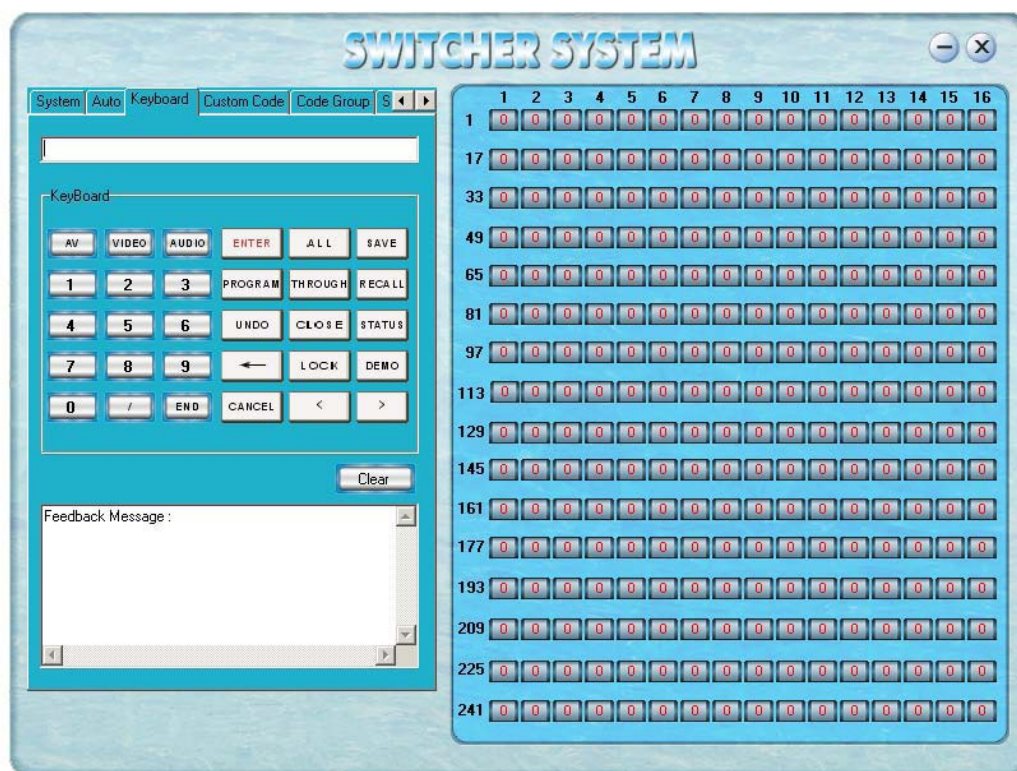 SWITCHER SYSTEM
System Auto Keyboard Custom Code Code Group S
KeyBoard
AV VIDEO AUDIO ENTER ALL SAVE
1 2 3 PROGRAM THROUGH RECALL
4 5 6 UNDO CLOSE STATUS
7 8 9 ← LOCK DEMO
0 / END CANCEL < >
Clear
Feedback Message :
1 2 3 4 5 6 7 8 9 10 11 12 13 14 15 16
1 0 0 0 0 0 0 0 0 0 0 0 0 0 0 0 0
17 0 0 0 0 0 0 0 0 0 0 0 0 0 0 0 0
33 0 0 0 0 0 0 0 0 0 0 0 0 0 0 0 0
49 0 0 0 0 0 0 0 0 0 0 0 0 0 0 0 0
65 0 0 0 0 0 0 0 0 0 0 0 0 0 0 0 0
81 0 0 0 0 0 0 0 0 0 0 0 0 0 0 0 0
97 0 0 0 0 0 0 0 0 0 0 0 0 0 0 0 0
113 0 0 0 0 0 0 0 0 0 0 0 0 0 0 0 0
129 0 0 0 0 0 0 0 0 0 0 0 0 0 0 0 0
145 0 0 0 0 0 0 0 0 0 0 0 0 0 0 0 0
161 0 0 0 0 0 0 0 0 0 0 0 0 0 0 0 0
177 0 0 0 0 0 0 0 0 0 0 0 0 0 0 0 0
193 0 0 0 0 0 0 0 0 0 0 0 0 0 0 0 0
209 0 0 0 0 0 0 0 0 0 0 0 0 0 0 0 0
225 0 0 0 0 0 0 0 0 0 0 0 0 0 0 0 0
241 0 0 0 0 0 0 0 0 0 0 0 0 0 0 0 0